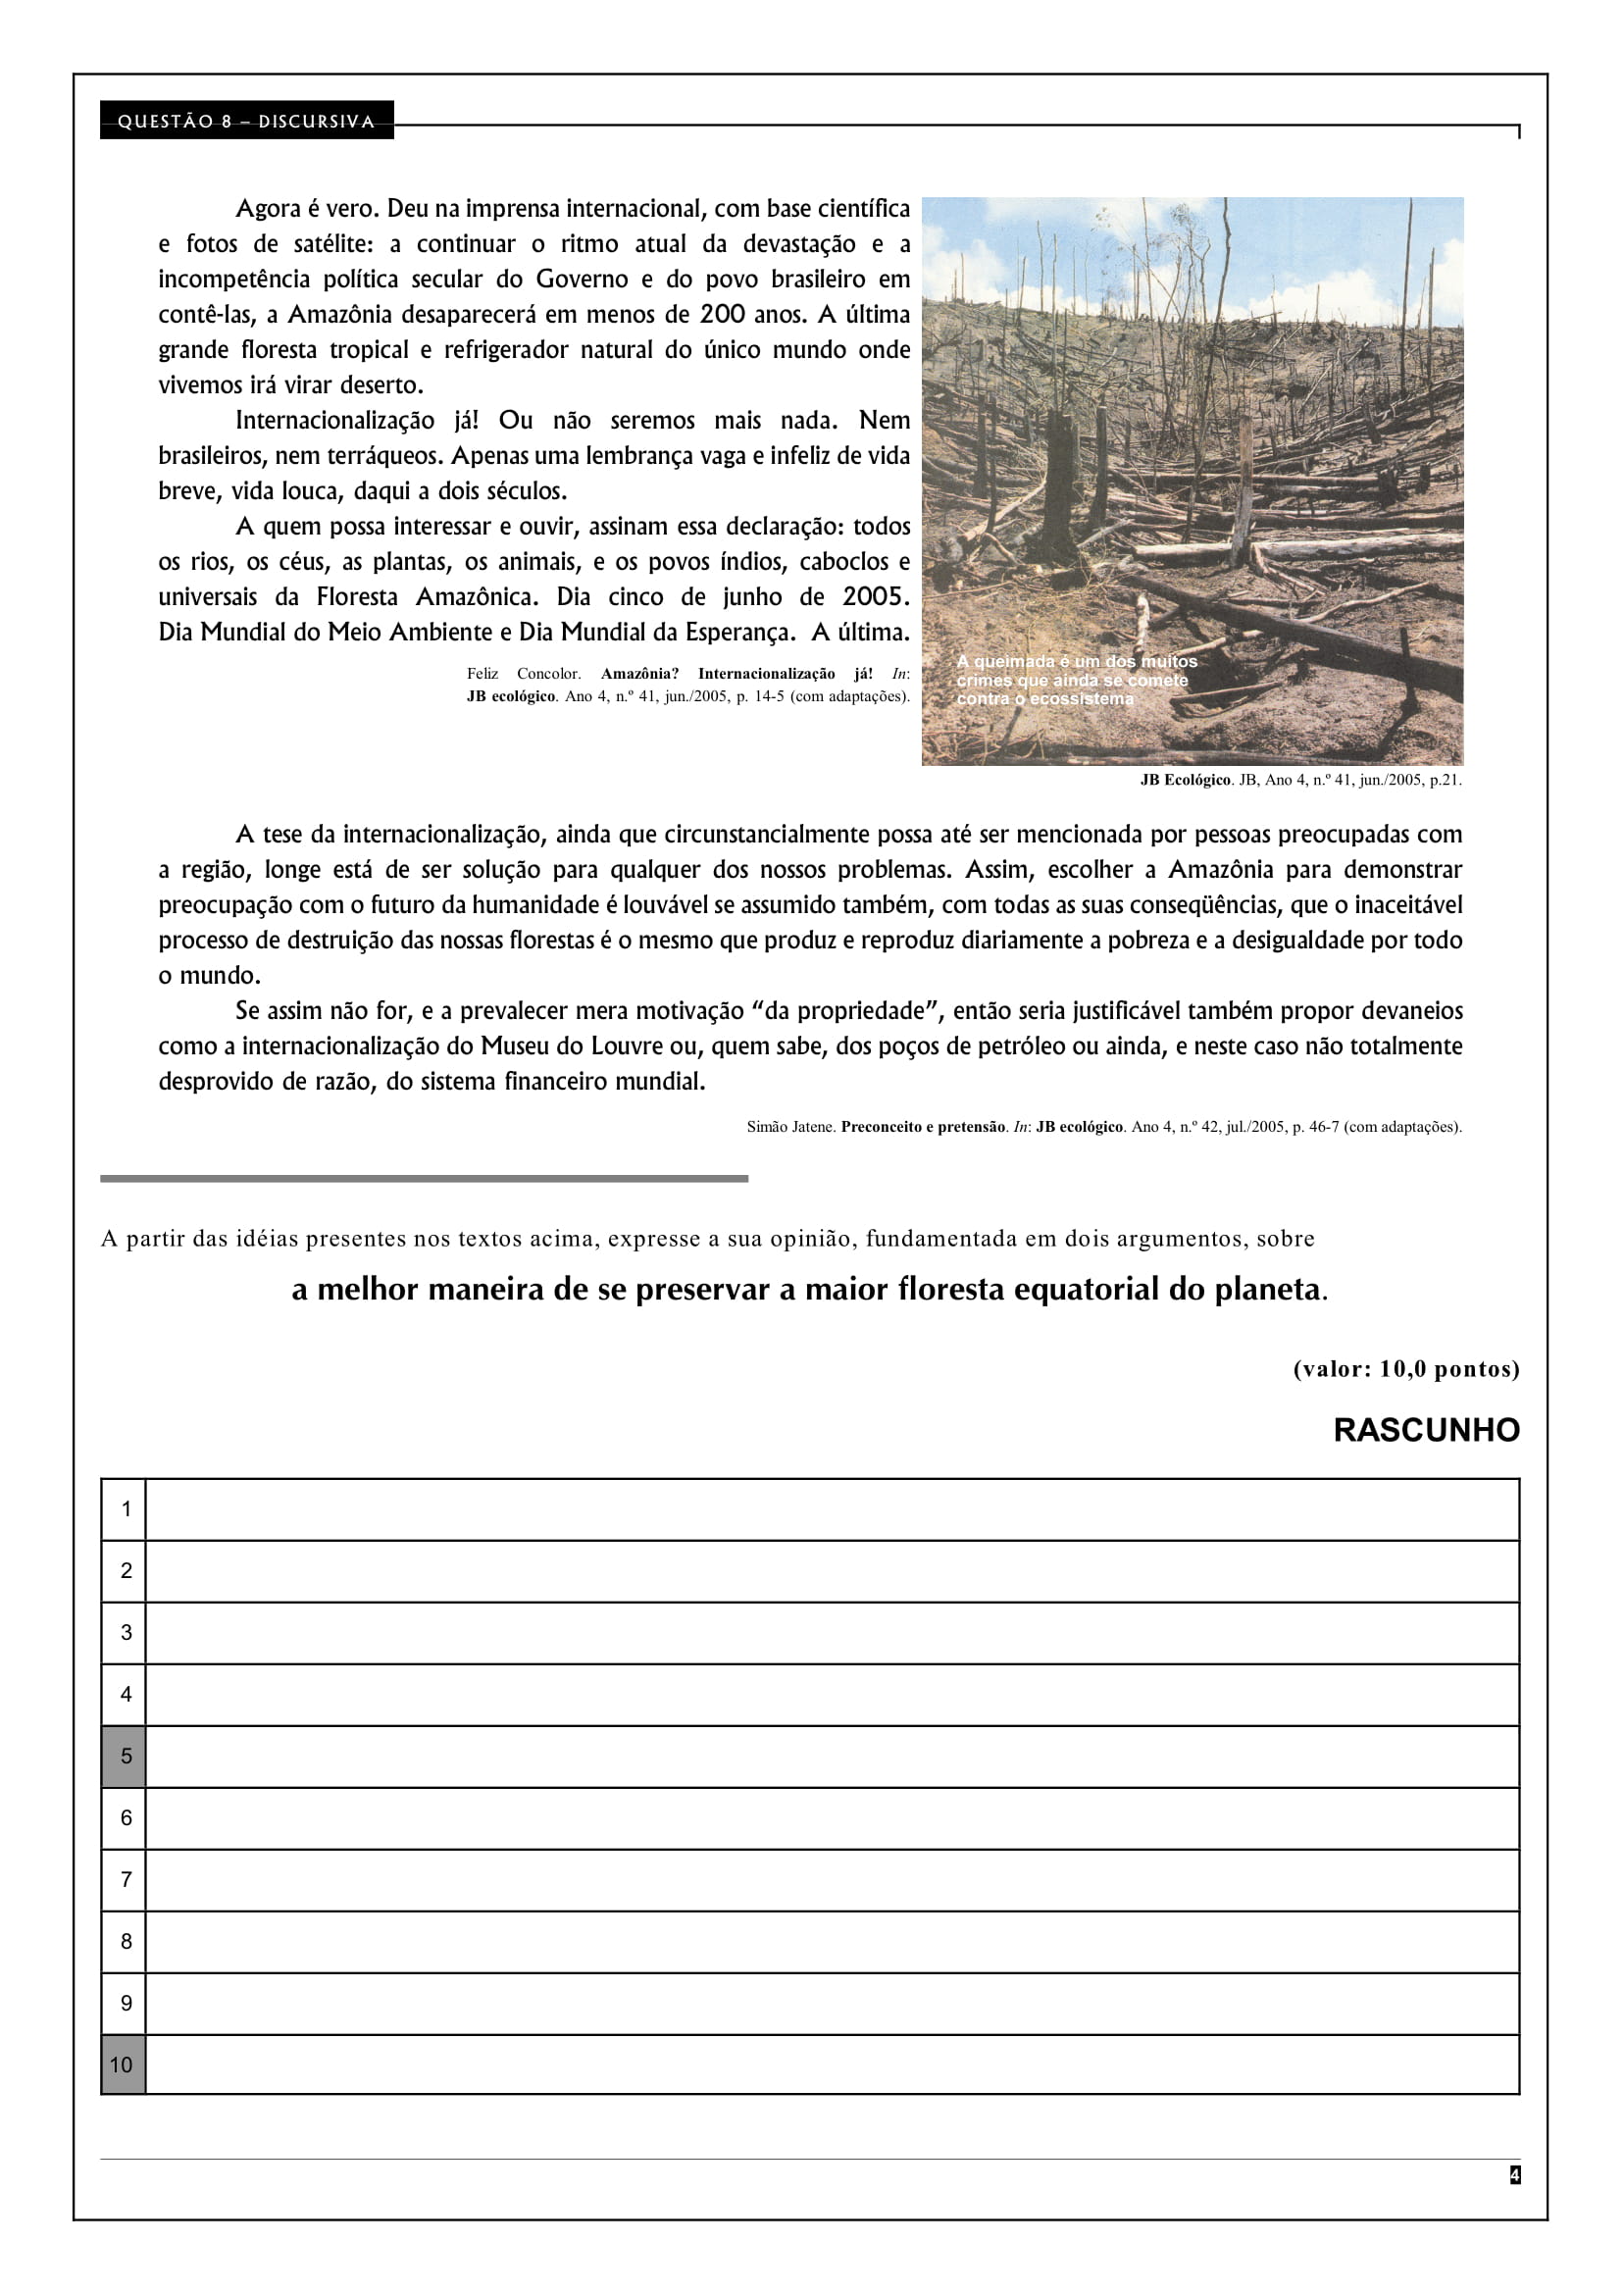 QUESTÃO 8 – DISCURSIVA
Agora é vero. Deu na imprensa internacional, com base científica
e fotos de satélite: a continuar o ritmo atual da devastação e a
incompetência política secular do Governo e do povo brasileiro em
contê-las, a Amazônia desaparecerá em menos de 200 anos. A última
grande floresta tropical e refrigerador natural do único mundo onde
vivemos irá virar deserto.
Internacionalização já! Ou não seremos mais nada. Nem
brasileiros, nem terráqueos. Apenas uma lembrança vaga e infeliz de vida
breve, vida louca, daqui a dois séculos.
A quem possa interessar e ouvir, assinam essa declaração: todos
os rios, os céus, as plantas, os animais, e os povos índios, caboclos e
universais da Floresta Amazônica. Dia cinco de junho de 2005.
Dia Mundial do Meio Ambiente e Dia Mundial da Esperança. A última.
Feliz Concolor. Amazônia? Internacionalização já! In:
JB ecológico. Ano 4, n.º 41, jun./2005, p. 14-5 (com adaptações).
A queimada é um dos muitos
crimes que ainda se comete
contra o ecossistema
JB Ecológico. JB, Ano 4, n.º 41, jun./2005, p.21.
A tese da internacionalização, ainda que circunstancialmente possa até ser mencionada por pessoas preocupadas com
a região, longe está de ser solução para qualquer dos nossos problemas. Assim, escolher a Amazônia para demonstrar
preocupação com o futuro da humanidade é louvável se assumido também, com todas as suas conseqüências, que o inaceitável
processo de destruição das nossas florestas é o mesmo que produz e reproduz diariamente a pobreza e a desigualdade por todo
o mundo.
Se assim não for, e a prevalecer mera motivação “da propriedade”, então seria justificável também propor devaneios
como a internacionalização do Museu do Louvre ou, quem sabe, dos poços de petróleo ou ainda, e neste caso não totalmente
desprovido de razão, do sistema financeiro mundial.
Simão Jatene. Preconceito e pretensão. In: JB ecológico. Ano 4, n.º 42, jul./2005, p. 46-7 (com adaptações).
A partir das idéias presentes nos textos acima, expresse a sua opinião, fundamentada em dois argumentos, sobre
a melhor maneira de se preservar a maior floresta equatorial do planeta.
(valor: 10,0 pontos)
RASCUNHO
1
2
3
4
5
6
7
8
9
10
4